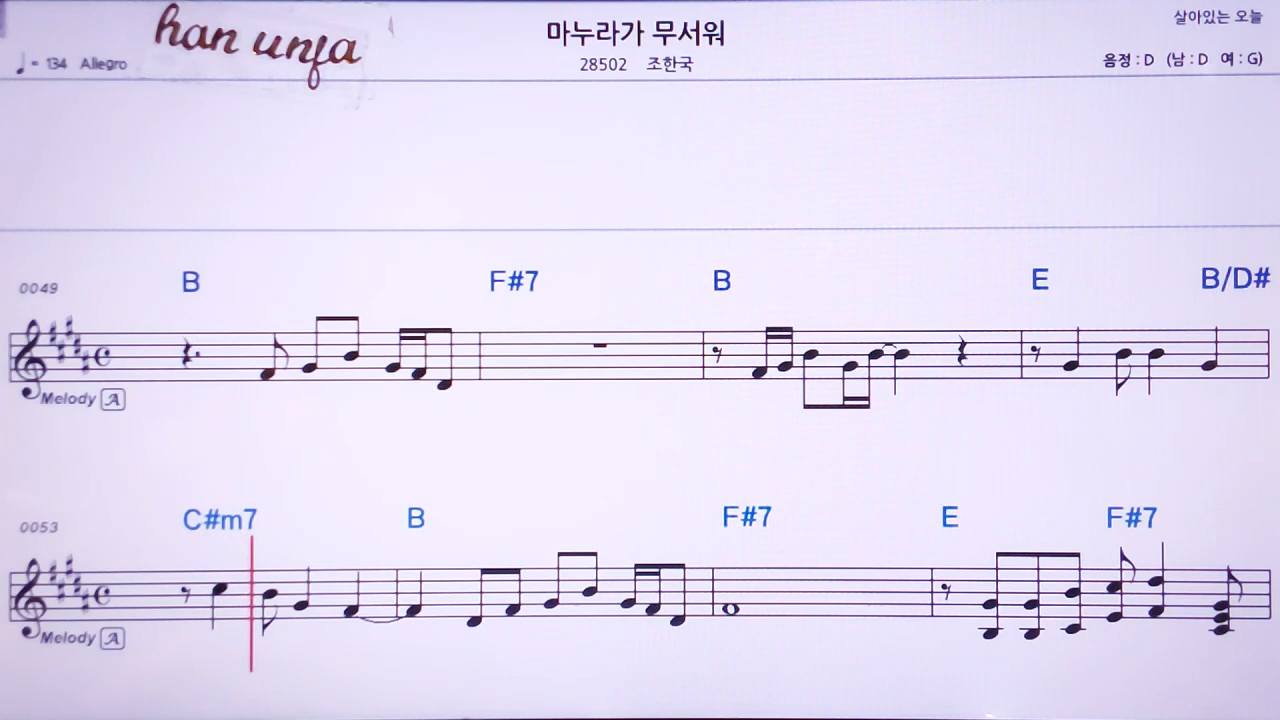 han unja
마누라가 무서워
살아있는 오늘
♩= 134 Allegro
28502 조한국
음정 : D (남 : D 여 : G)
B F#7 B E B/D#
0049
Melody A
C#m7 B F#7 E F#7
0053
Melody A